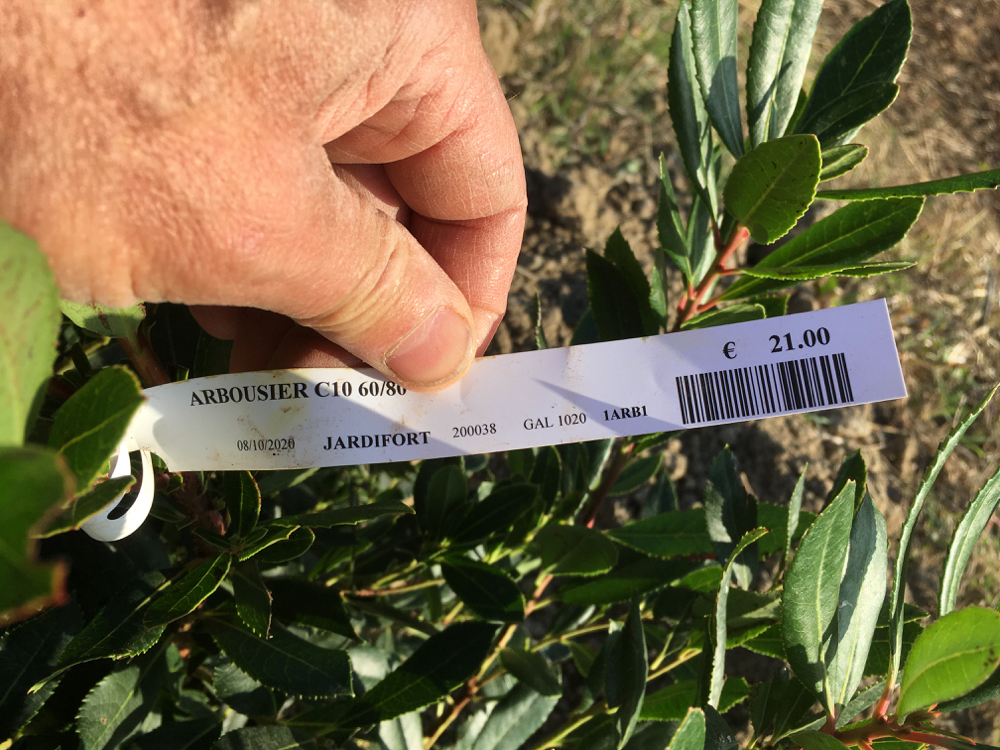 ARBOUSIER C10 60/80
€ 21.00
08/10/2020 JARDIFORT 200038 GAL 1020 1ARB1